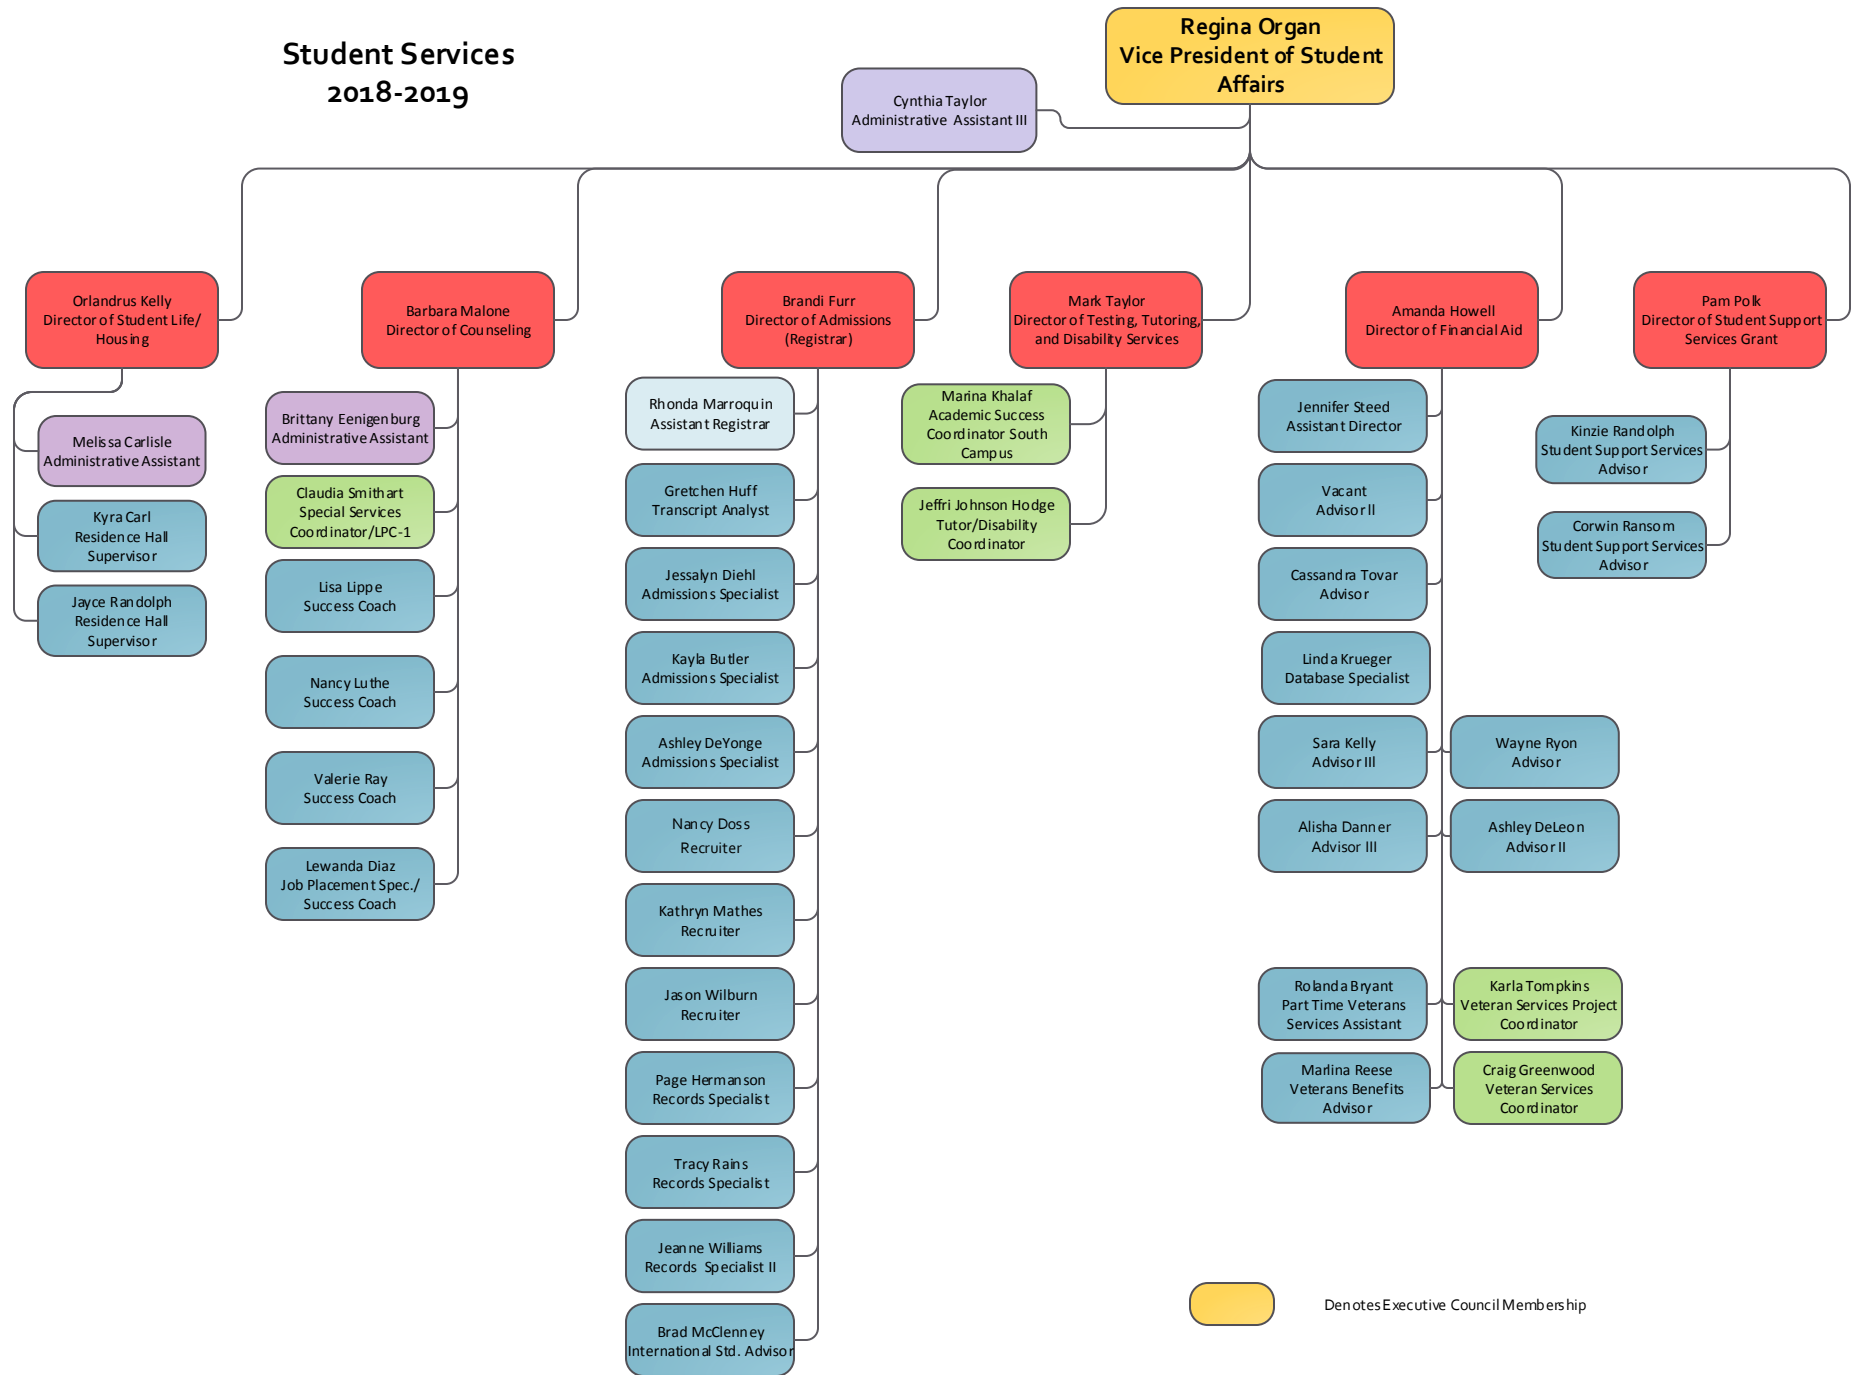 Student Services
2018-2019
Regina Organ
Vice President of Student
Affairs
Cynthia Taylor
Administrative Assistant III
Orlandrus Kelly
Director of Student Life/
Housing
Melissa Carlisle
Administrative Assistant
Kyra Carl
Residence Hall
Supervisor
Jayce Randolph
Residence Hall
Supervisor
Barbara Malone
Director of Counseling
Brittany Eenigenburg
Administrative Assistant
Claudia Smithart
Special Services
Coordinator/LPC-1
Lisa Lippe
Success Coach
Nancy Luthe
Success Coach
Valerie Ray
Success Coach
Lewanda Diaz
Job Placement Spec./
Success Coach
Brandi Furr
Director of Admissions
(Registrar)
Rhonda Marroquin
Assistant Registrar
Gretchen Huff
Transcript Analyst
Jessalyn Diehl
Admissions Specialist
Kayla Butler
Admissions Specialist
Ashley DeYonge
Admissions Specialist
Nancy Doss
Recruiter
Kathryn Mathes
Recruiter
Jason Wilburn
Recruiter
Page Hermanson
Records Specialist
Tracy Rains
Records Specialist
Jeanne Williams
Records Specialist II
Brad McClenney
International Std. Advisor
Mark Taylor
Director of Testing, Tutoring,
and Disability Services
Marina Khalaf
Academic Success
Coordinator South
Campus
Jeffri Johnson Hodge
Tutor/Disability
Coordinator
Amanda Howell
Director of Financial Aid
Jennifer Steed
Assistant Director
Vacant
Advisor II
Cassandra Tovar
Advisor
Linda Krueger
Database Specialist
Sara Kelly
Advisor III
Wayne Ryon
Advisor
Alisha Danner
Advisor III
Ashley DeLeon
Advisor II
Rolanda Bryant
Part Time Veterans
Services Assistant
Karla Tompkins
Veteran Services Project
Coordinator
Marlina Reese
Veterans Benefits
Advisor
Craig Greenwood
Veteran Services
Coordinator
Pam Polk
Director of Student Support
Services Grant
Kinzie Randolph
Student Support Services
Advisor
Corwin Ransom
Student Support Services
Advisor
Denotes Executive Council Membership